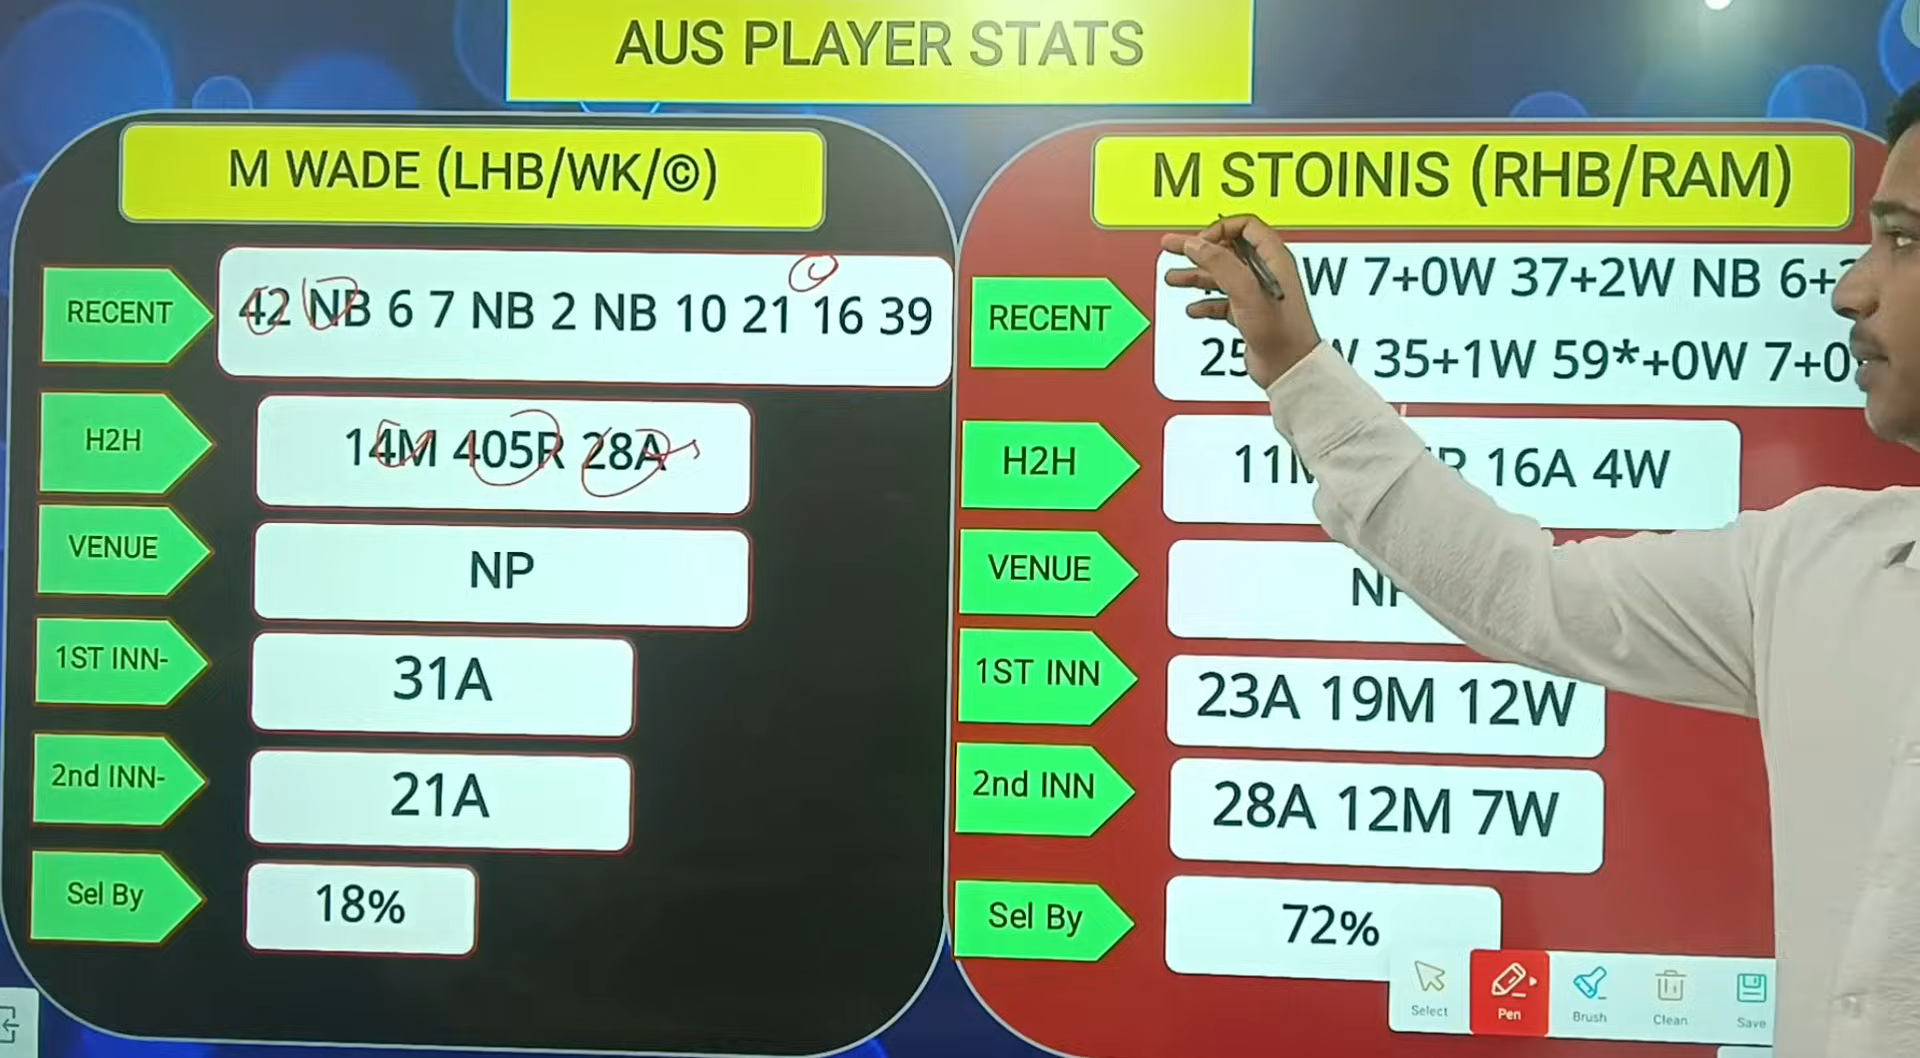 AUS PLAYER STATS
M WADE (LHB/WK/©)
RECENT
42 NB 6 7 NB 2 NB 10 21 16 39
H2H
14M 405R 28A
VENUE
NP
1ST INN-
31A
2nd INN-
21A
Sel By
18%
M STOINIS (RHB/RAM)
RECENT
W 7+0W 37+2W NB
35+1W 59*+0W
H2H
16A 4W
VENUE
1ST INN
23A 19M 12W
2nd INN
28A 12M 7W
Sel By
72%
Select
Pen
Brush
Clean
Save